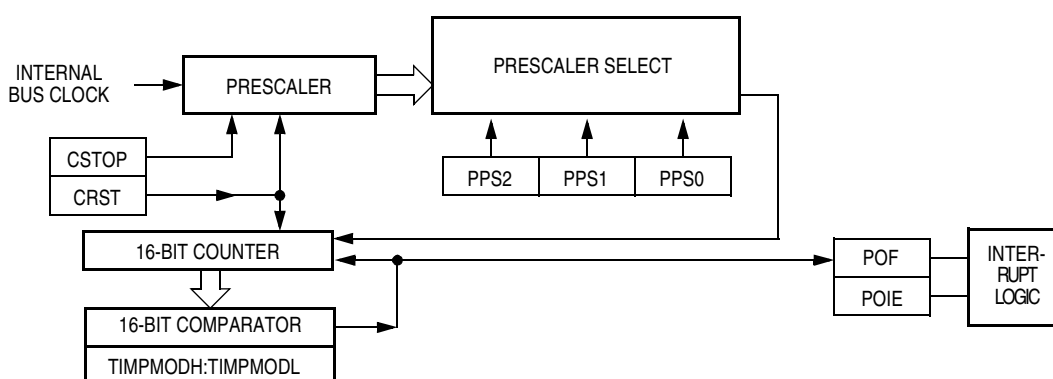 INTERNAL
BUS CLOCK
PRESCALER
PRESCALER SELECT
CSTOP
CRST
PPS2
PPS1
PPS0
16-BIT COUNTER
16-BIT COMPARATOR
TIMPMODH:TIMPMODL
POF
POIE
INTER-
RUPT
LOGIC